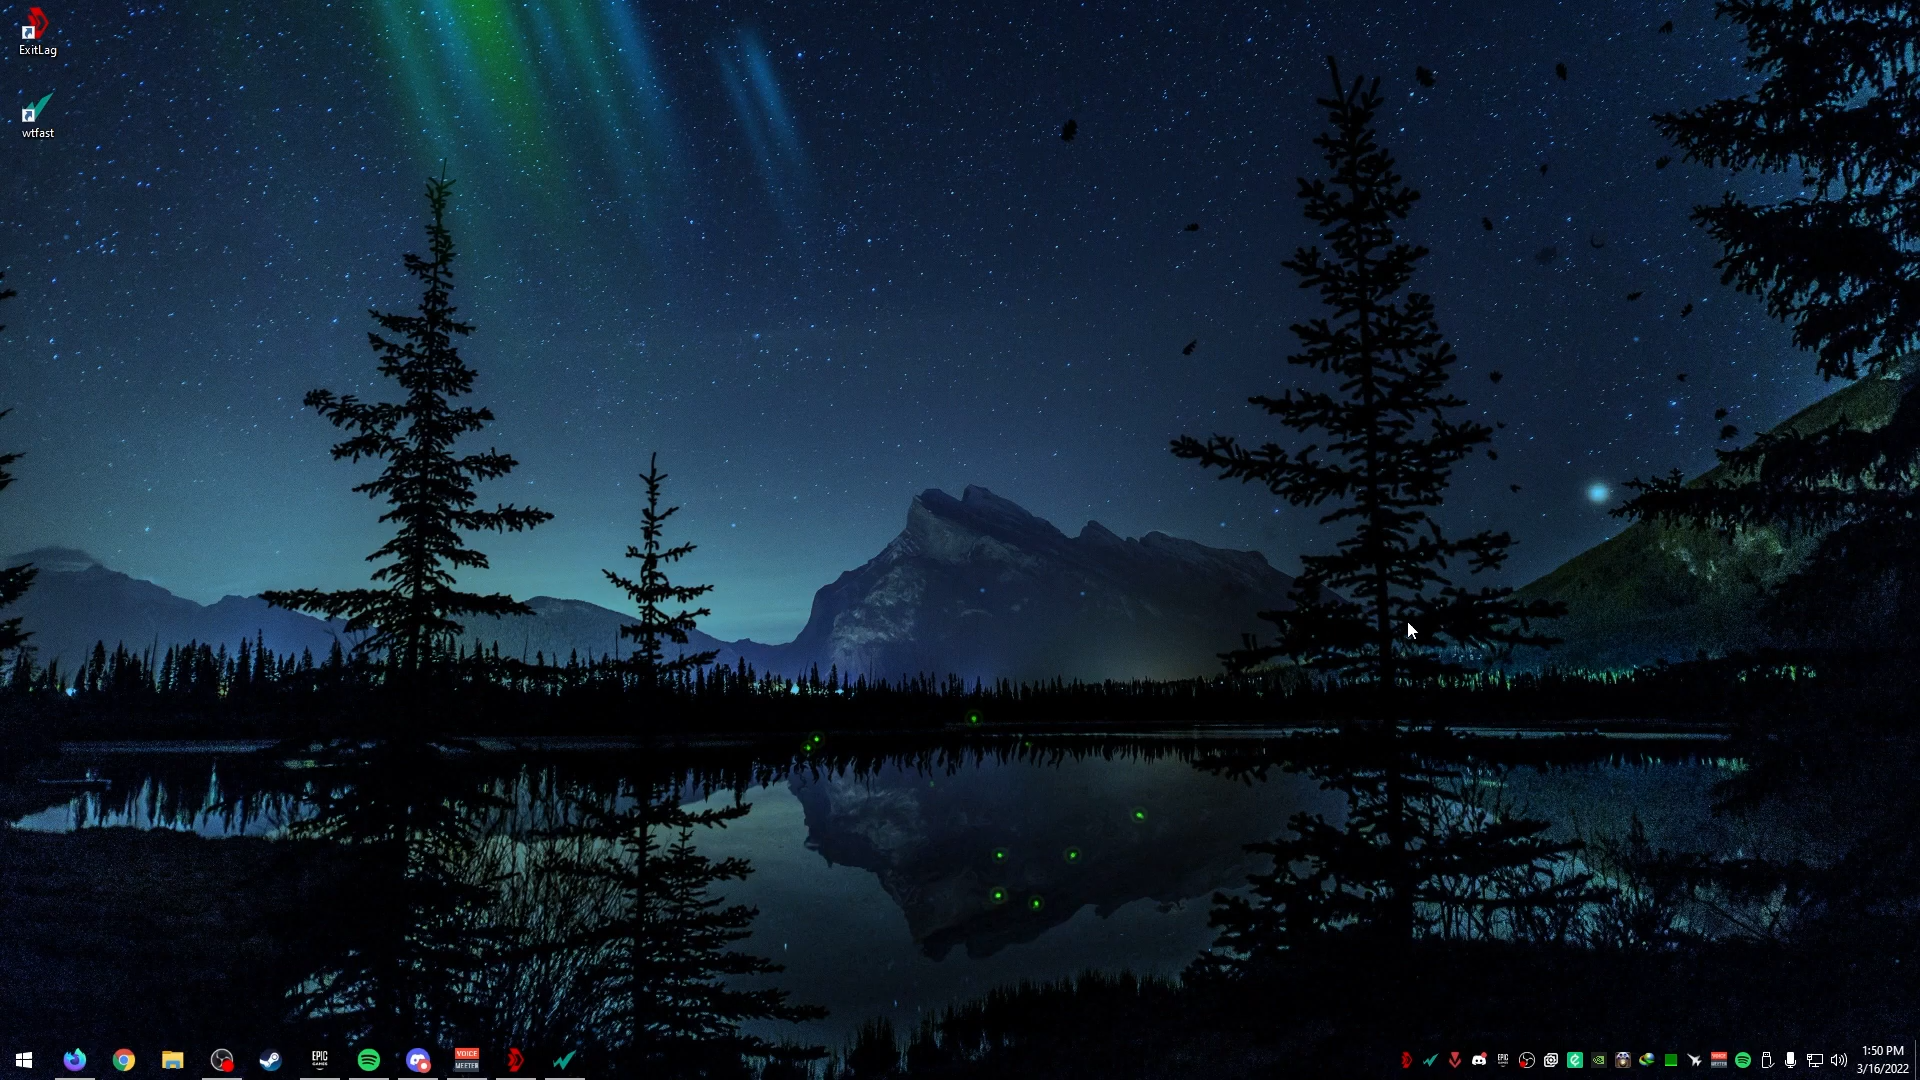 ExitLag
wtfast
EPIC
GAMES
VOICE
MEETER
1:50 PM
3/16/2022